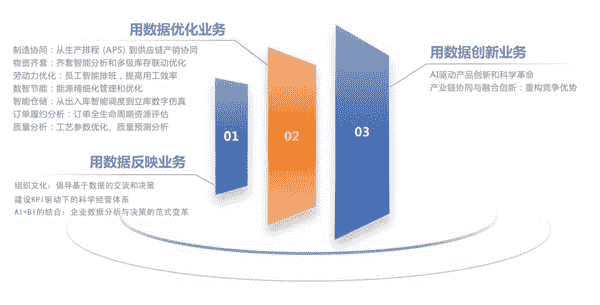 用数据优化业务
制造协同：从生产排程 (APS) 到供应链产销协同
物资齐套：齐套智能分析和多级库存联动优化
劳动力优化：员工智能排班，提高用工效率
数智节能：能源精细化管理和优化
智能仓储：从出入库智能调度到立库数字仿真
订单履约分析：订单全生命周期资源评估
质量分析：工艺参数优化、质量预测分析
用数据反映业务
组织文化：倡导基于数据的交流和决策
建设KPI驱动下的科学经营体系
AI+BI的结合：企业数据分析与决策的范式变革
01
02
03
用数据创新业务
AI驱动产品创新和科学革命
产业链协同与融合创新：重构竞争优势